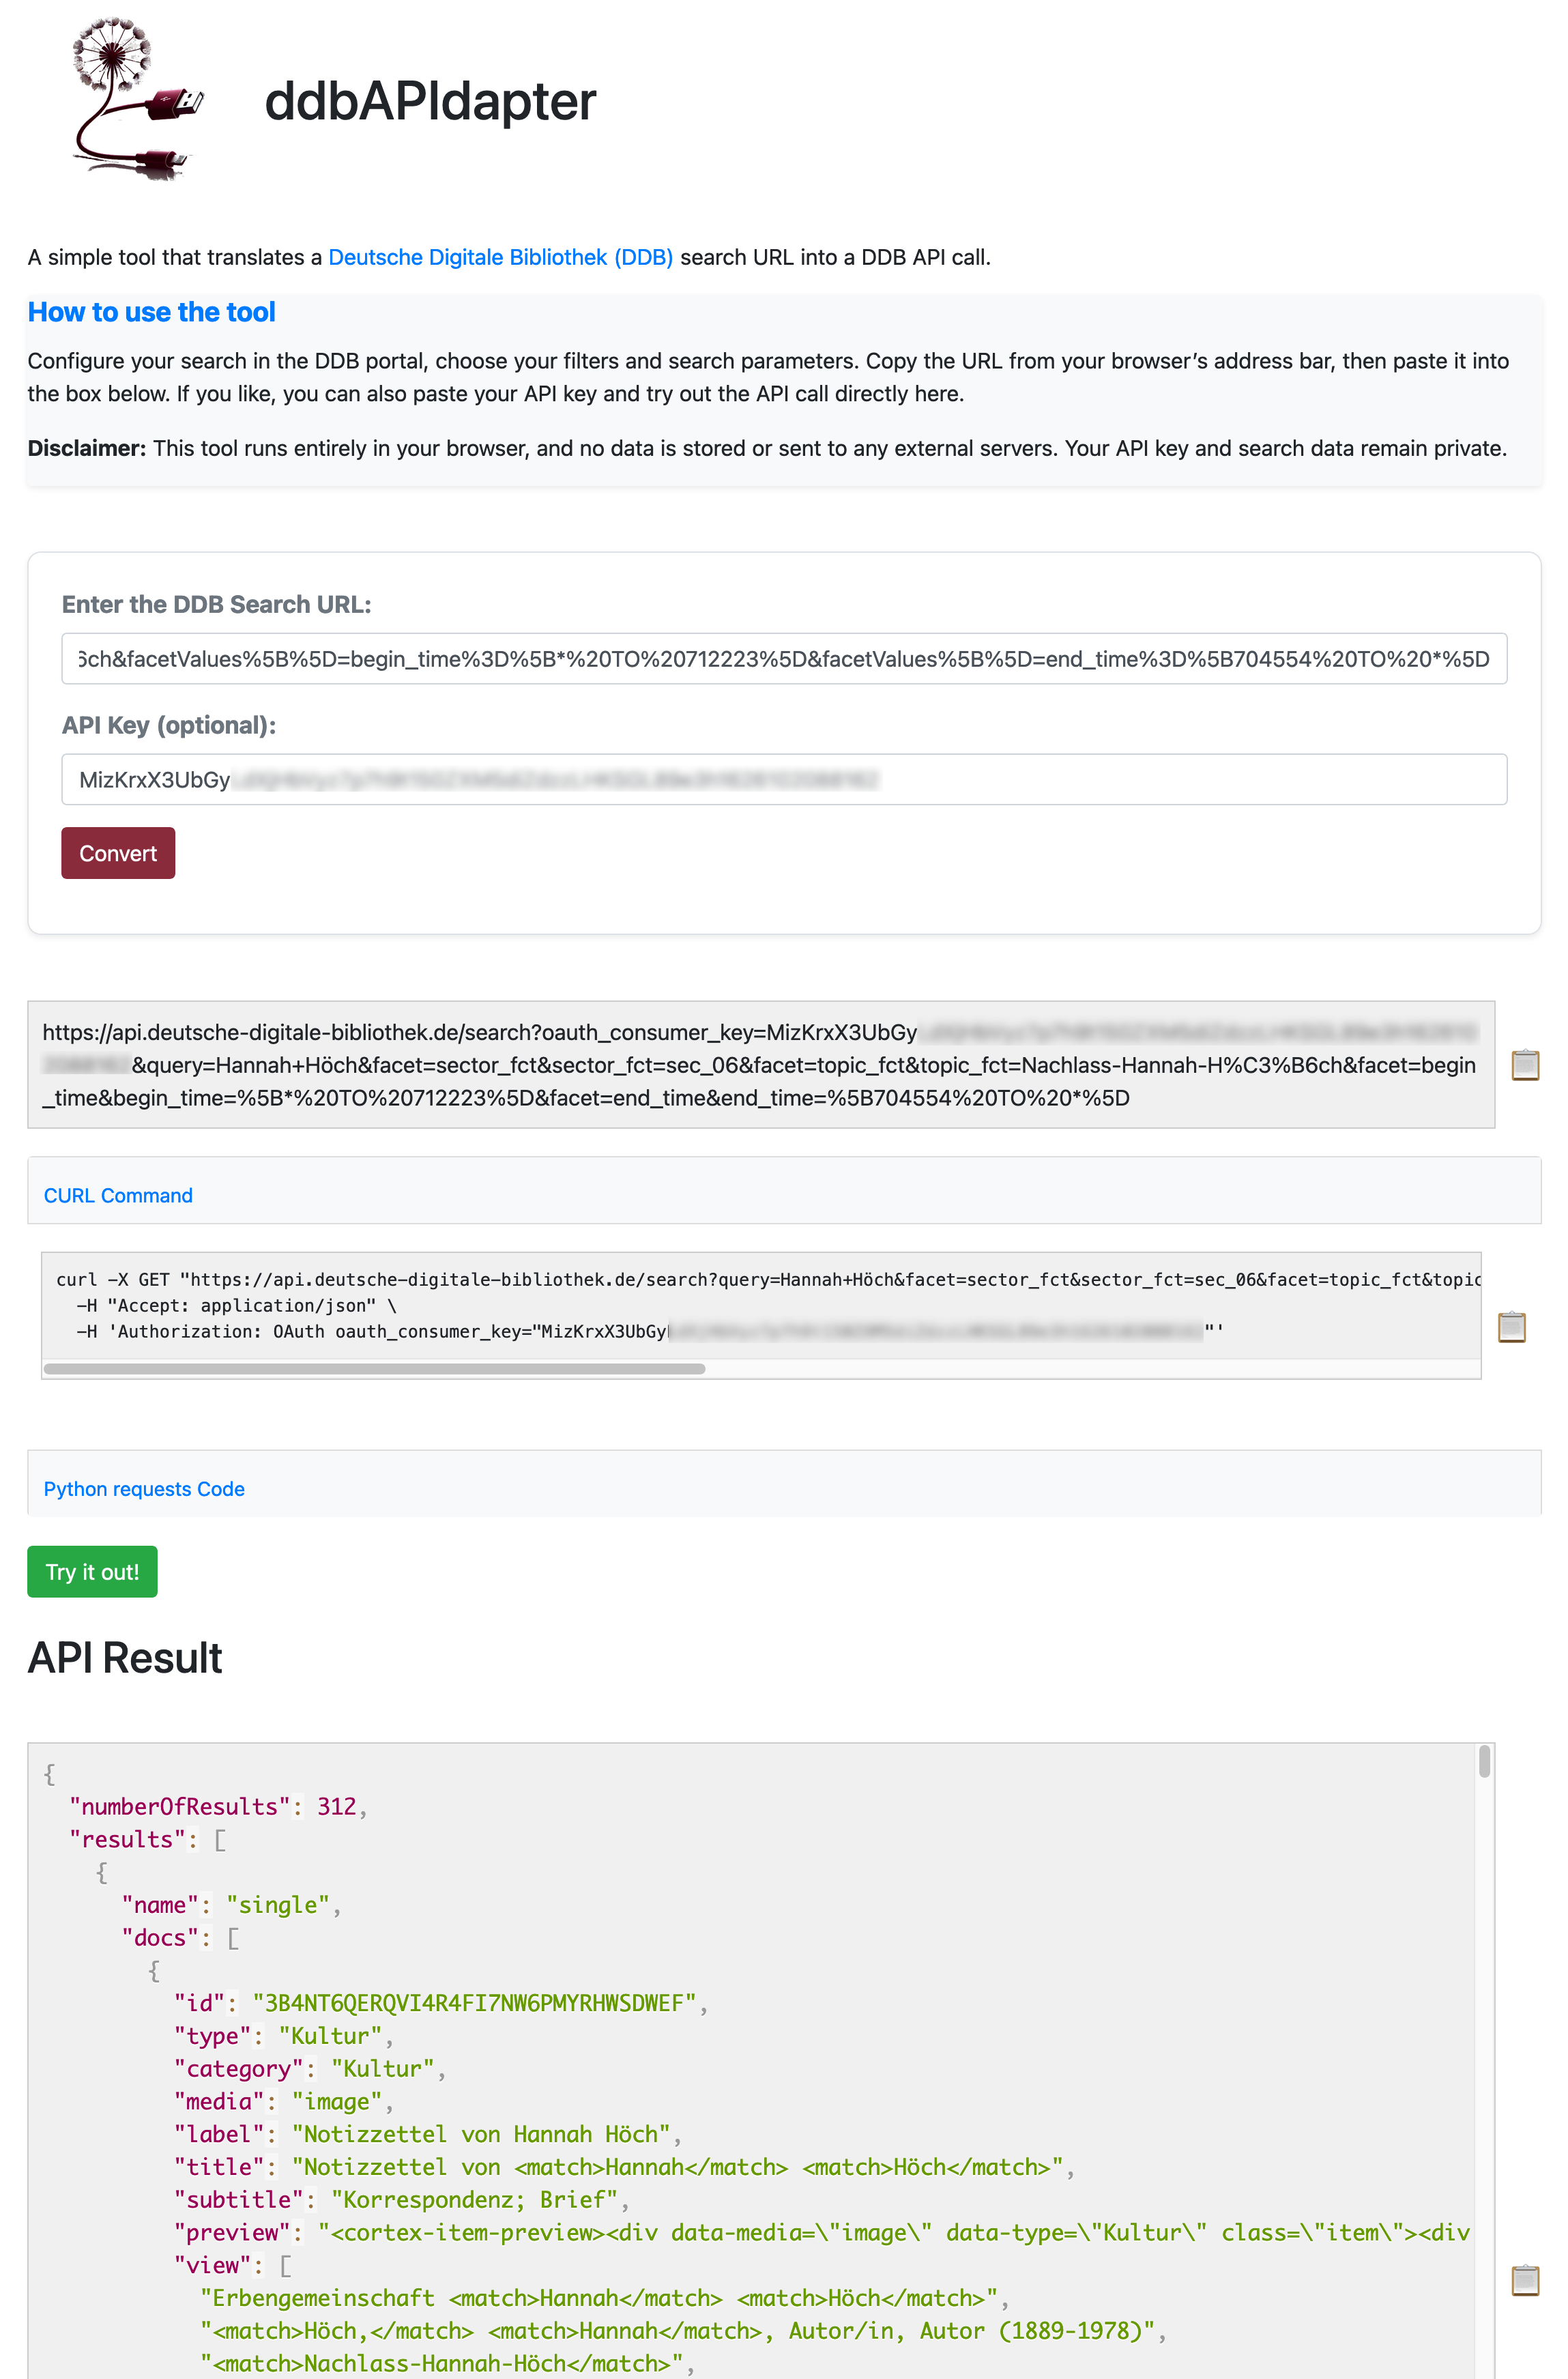 ddbAPIdapter
A simple tool that translates a Deutsche Digitale Bibliothek (DDB) search URL into a DDB API call.
How to use the tool
Configure your search in the DDB portal, choose your filters and search parameters. Copy the URL from your browser’s address bar, then paste it into
the box below. If you like, you can also paste your API key and try out the API call directly here.
Disclaimer: This tool runs entirely in your browser, and no data is stored or sent to any external servers. Your API key and search data remain private.
Enter the DDB Search URL:
6ch&facetValues%5B%5D=begin_time%3D%5B*%20TO%20712223%5D&facetValues%5B%5D=end_time%3D%5B704554%20TO%20*%5D
API Key (optional):
MizKrxX3UbGy
Convert
https://api.deutsche-digitale-bibliothek.de/search?oauth_consumer_key=MizKrxX3UbGy
&query=Hannah+Höch&facet=sector_fct&sector_fct=sec_06&facet=topic_fct&topic_fct=Nachlass-Hannah-H%C3%B6ch&facet=begin
_time&begin_time=%5B*%20TO%20712223%5D&facet=end_time&end_time=%5B704554%20TO%20*%5D
CURL Command
curl -X GET "https://api.deutsche-digitale-bibliothek.de/search?query=Hannah+Höch&facet=sector_fct&sector_fct=sec_06&facet=topic_fct&topic
-H "Accept: application/json" \
-H 'Authorization: OAuth oauth_consumer_key="MizKrxX3UbGy "'
Python requests Code
Try it out!
API Result
{
"numberOfResults": 312,
"results": [
{
"name": "single",
"docs": [
{
"id": "3B4NT6QERQVI4R4FI7NW6PMYRHWSDWEF",
"type": "Kultur",
"category": "Kultur",
"media": "image",
"label": "Notizzettel von Hannah Höch",
"title": "Notizzettel von <match>Hannah</match> <match>Höch</match>",
"subtitle": "Korrespondenz; Brief",
"preview": "<cortex-item-preview><div data-media=\"image\" data-type=\"Kultur\" class=\"item\"><div
"view": [
"Erbengemeinschaft <match>Hannah</match> <match>Höch</match>",
"<match>Höch,</match> <match>Hannah</match>, Autor/in, Autor (1889-1978)",
"<match>Nachlass-Hannah-Höch</match>",